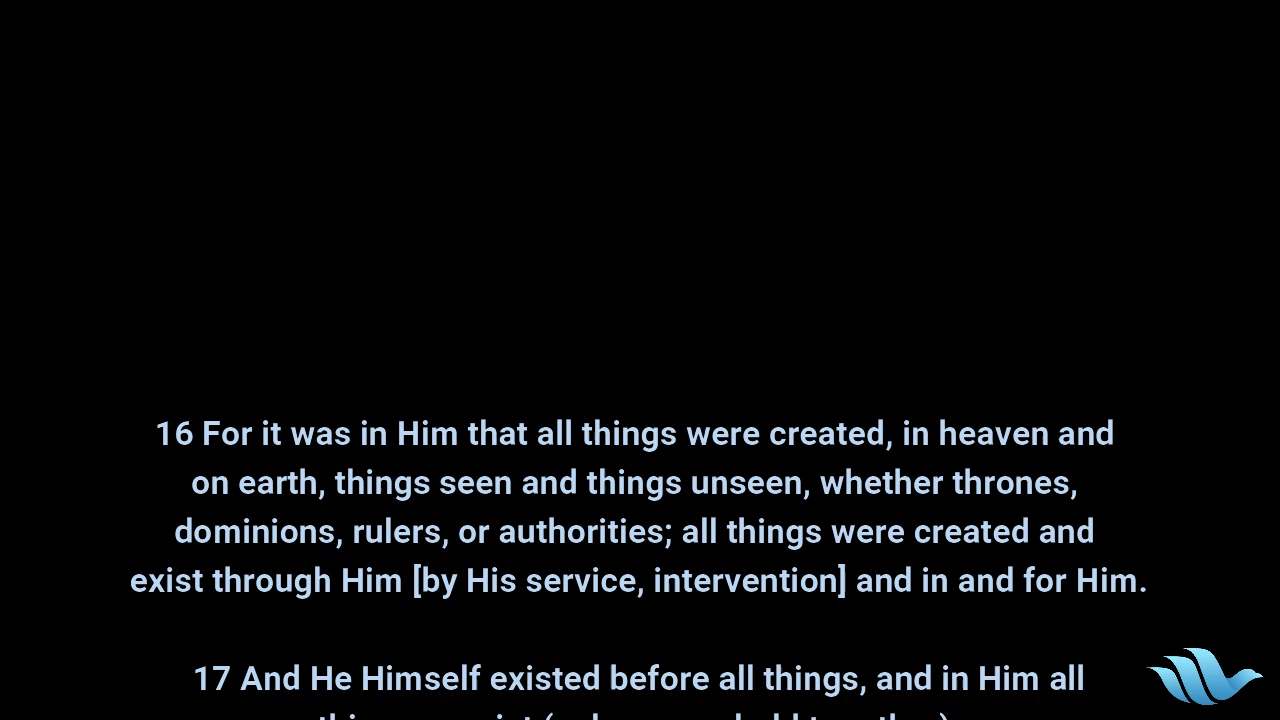 16 For it was in Him that all things were created, in heaven and
on earth, things seen and things unseen, whether thrones,
dominions, rulers, or authorities; all things were created and
exist through Him [by His service, intervention] and in and for Him.
17 And He Himself existed before all things, and in Him all